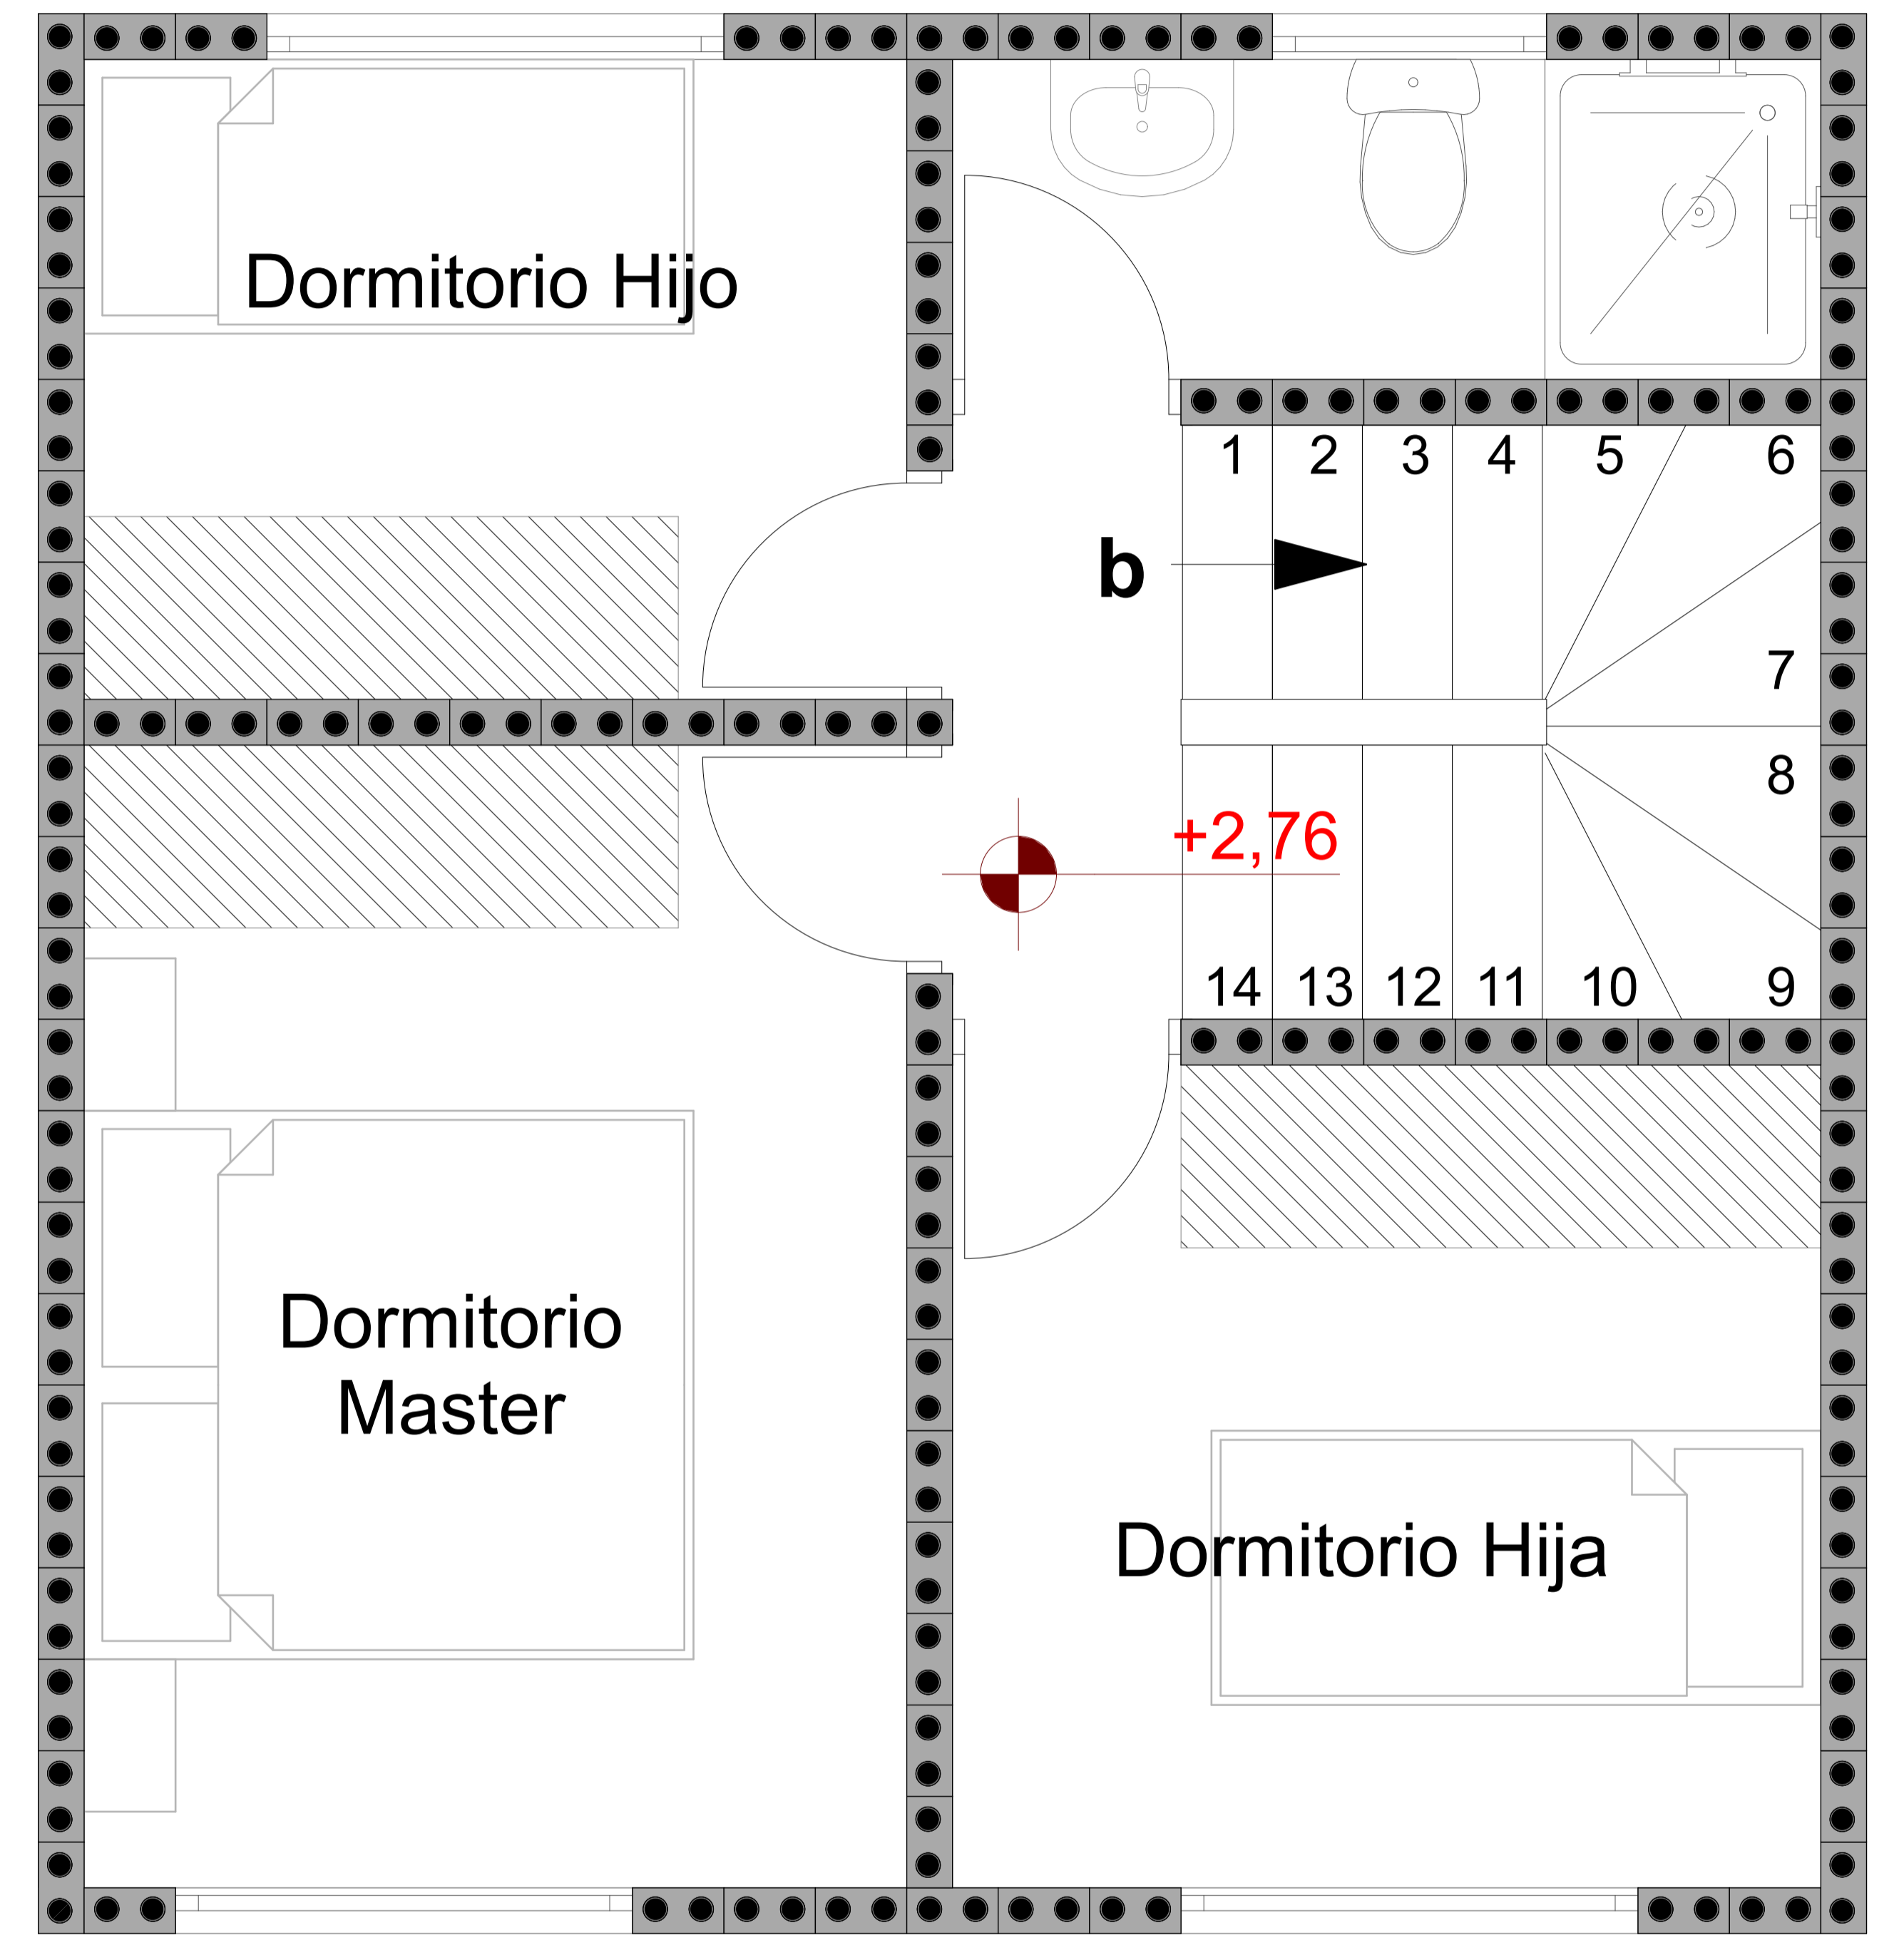 Dormitorio Hijo
1 2 3 4 5 6
b
7
8
+2,76
14 13 12 11 10 9
Dormitorio
Master
Dormitorio Hija